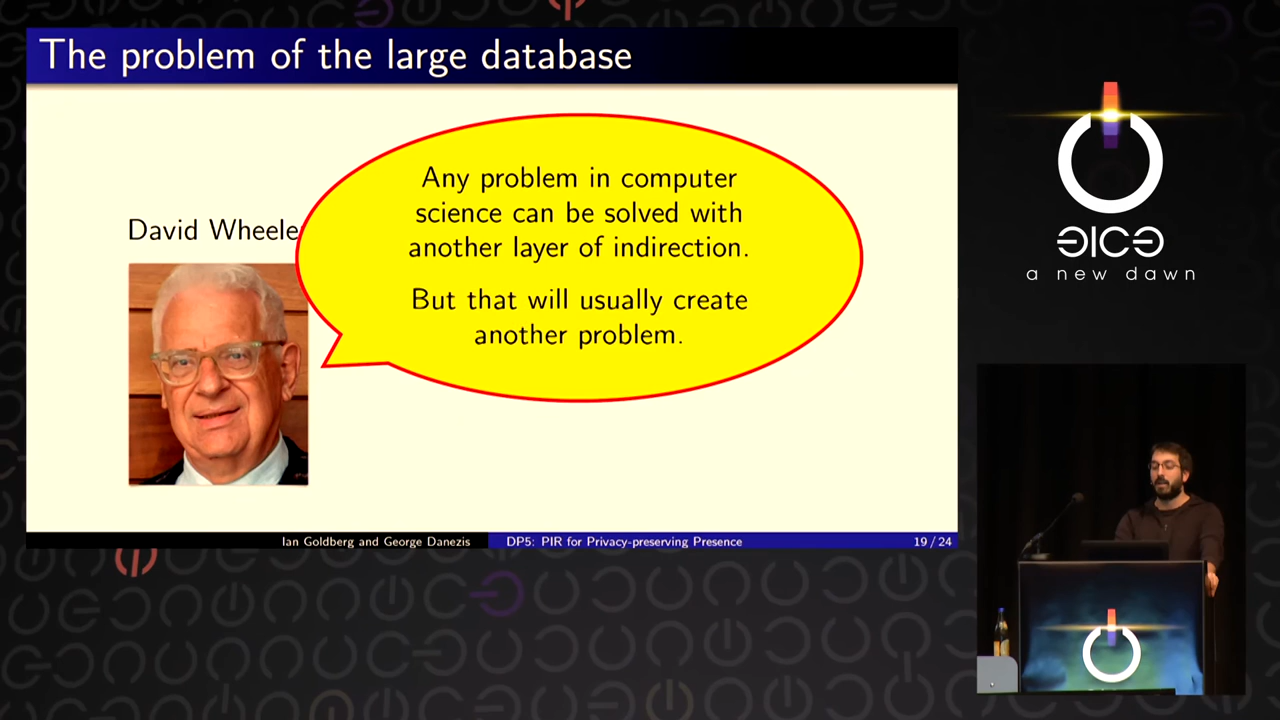 The problem of the large database
David Wheele
Any problem in computer
science can be solved with
another layer of indirection.
But that will usually create
another problem.
Ian Goldberg and George Danezis
DP5: PIR for Privacy-preserving Presence
19 / 24
31C3
a new dawn